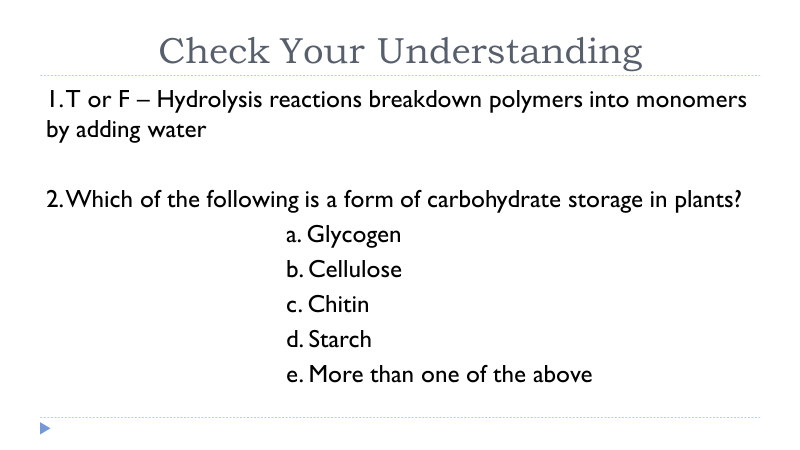 Check Your Understanding
1. T or F – Hydrolysis reactions breakdown polymers into monomers
by adding water
2. Which of the following is a form of carbohydrate storage in plants?
a. Glycogen
b. Cellulose
c. Chitin
d. Starch
e. More than one of the above